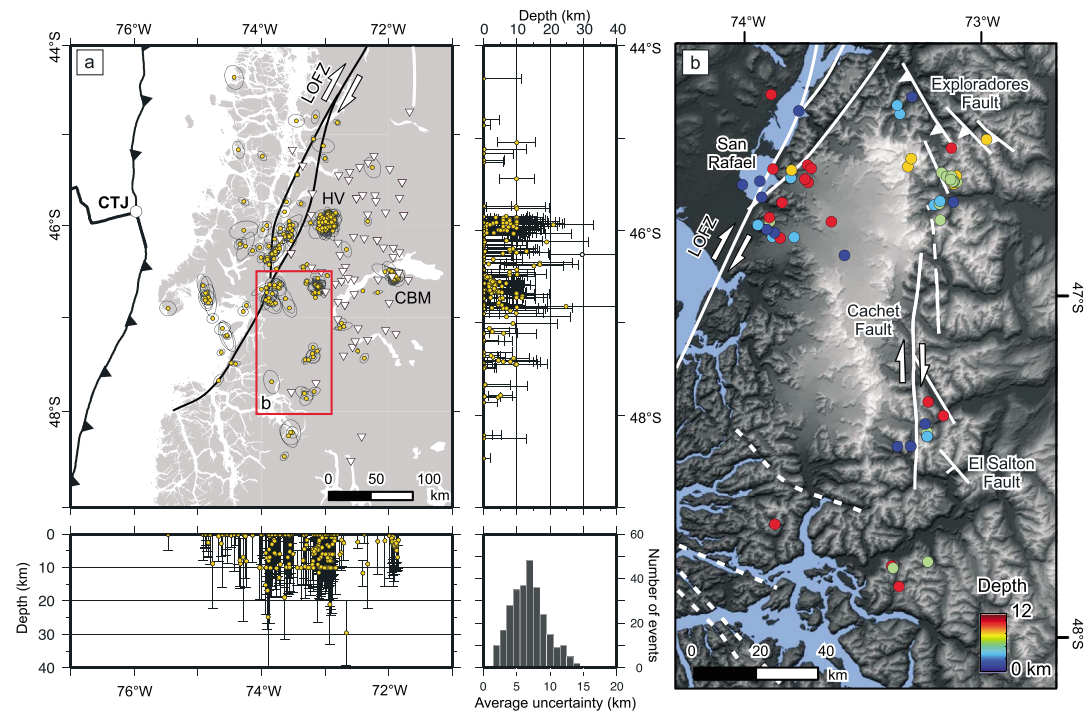 Depth (km)
76°W
74°W
72°W
0 10 20 30 40
44°S
44°S
a
LOFZ
CTJ
HV
CBM
46°S
46°S
48°S
48°S
b
0 50 100
km
0
10
20
30
40
Depth (km)
76°W
74°W
72°W
60
40
20
0
Number of events
0 5 10 15 20
Average uncertainty (km)
74°W
73°W
b
Exploradores
Fault
San
Rafael
LOFZ
47°S
Cachet
Fault
El Salton
Fault
Depth
12
0 km
48°S
0 20 40
km